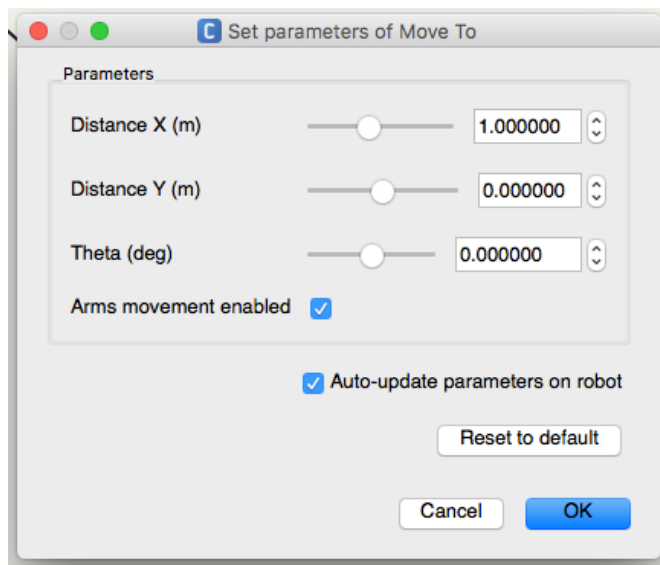 C Set parameters of Move To
Parameters
Distance X (m) 1.000000
Distance Y (m) 0.000000
Theta (deg) 0.000000
Arms movement enabled
Auto-update parameters on robot
Reset to default
Cancel OK